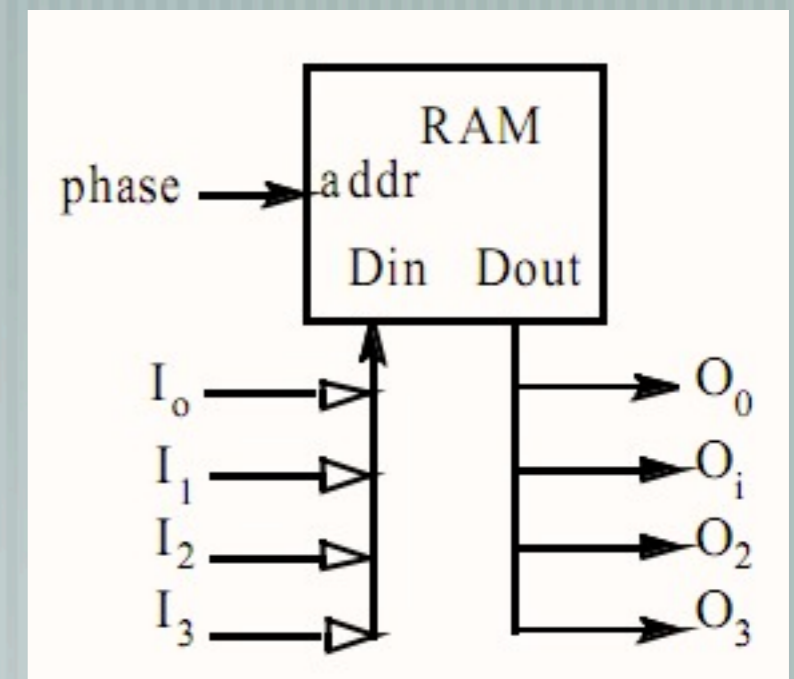 RAM
phase
addr
Din Dout
Io
O0
I1
Oi
I2
O2
I3
O3